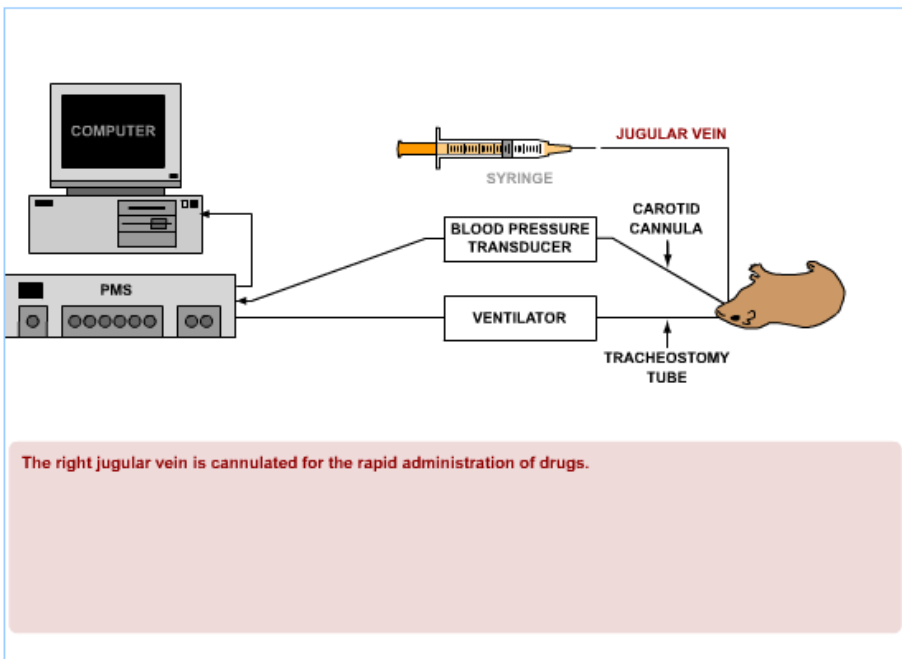 COMPUTER
JUGULAR VEIN
SYRINGE
CAROTID
CANNULA
BLOOD PRESSURE
TRANSDUCER
PMS
VENTILATOR
TRACHEOSTOMY
TUBE
The right jugular vein is cannulated for the rapid administration of drugs.